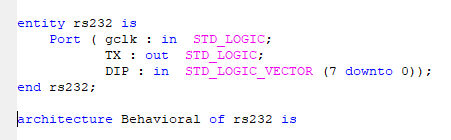 entity rs232 is
Port ( gclk : in STD_LOGIC;
TX : out STD_LOGIC;
DIP : in STD_LOGIC_VECTOR (7 downto 0));
end rs232;
architecture Behavioral of rs232 is